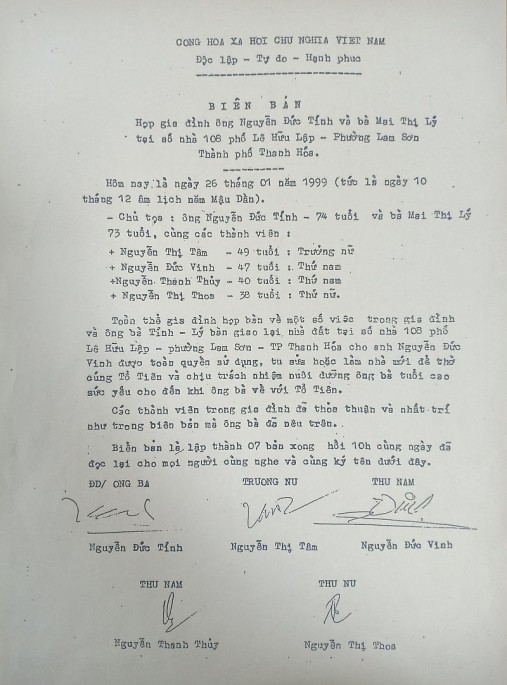 CONG HOA XA HOI CHU NGHIA VIET NAM
Độc lập - Tự do - Hạnh phuc
BIÊN BẢN
Họp gia đình ông Nguyễn Đức Tính và bà Mai Thị Lý
tại số nhà 108 phố Lê Hữu Lập - Phường Lam Sơn
Thành phố Thanh Hóa.
Hôm nay là ngày 26 tháng 01 năm 1999 (tức là ngày 10
tháng 12 âm lịch năm Mậu Dần).
- Chủ tọa : ông Nguyễn Đức Tính - 74 tuổi và bà Mai Thị Lý
73 tuổi, cùng các thành viên :
+ Nguyễn Thị Tâm - 49 tuổi : Trưởng nữ
+ Nguyễn Đức Vinh - 47 tuổi : Thứ nam
+Nguyễn Thanh Thủy - 40 tuổi : Thứ nam
+ Nguyễn Thị Thoa - 38 tuổi : Thứ nữ.
Toàn thể gia đình họp bàn về một số việc trong gia đình
và ông bà Tính - Lý bàn giao lại nhà đất tại số nhà 108 phố
Lê Hữu Lập - phường Lam Sơn - TP Thanh Hóa cho anh Nguyễn Đức
Vinh được toàn quyền sử dụng, tu sửa hoặc làm nhà mới để thờ
cúng Tổ Tiên và chịu trách nhiệm nuôi dưỡng ông bà tuổi cao
sức yếu cho đến khi ông bà về với Tổ Tiên.
Các thành viên trong gia đình đã thỏa thuận và nhất trí
như trong biên bản mà ông bà đã nêu trên.
Biên bản là lập thành 07 bản xong hồi 10h cùng ngày đã
đọc lại cho mọi người cùng nghe và cùng ký tên dưới đây.
ĐD/ ONG BA TRUONG NU THU NAM
Nguyễn Đức Tính Nguyễn Thị Tâm Nguyễn Đức Vinh
THU NAM THU NU
Nguyễn Thanh Thủy Nguyễn Thị Thoa